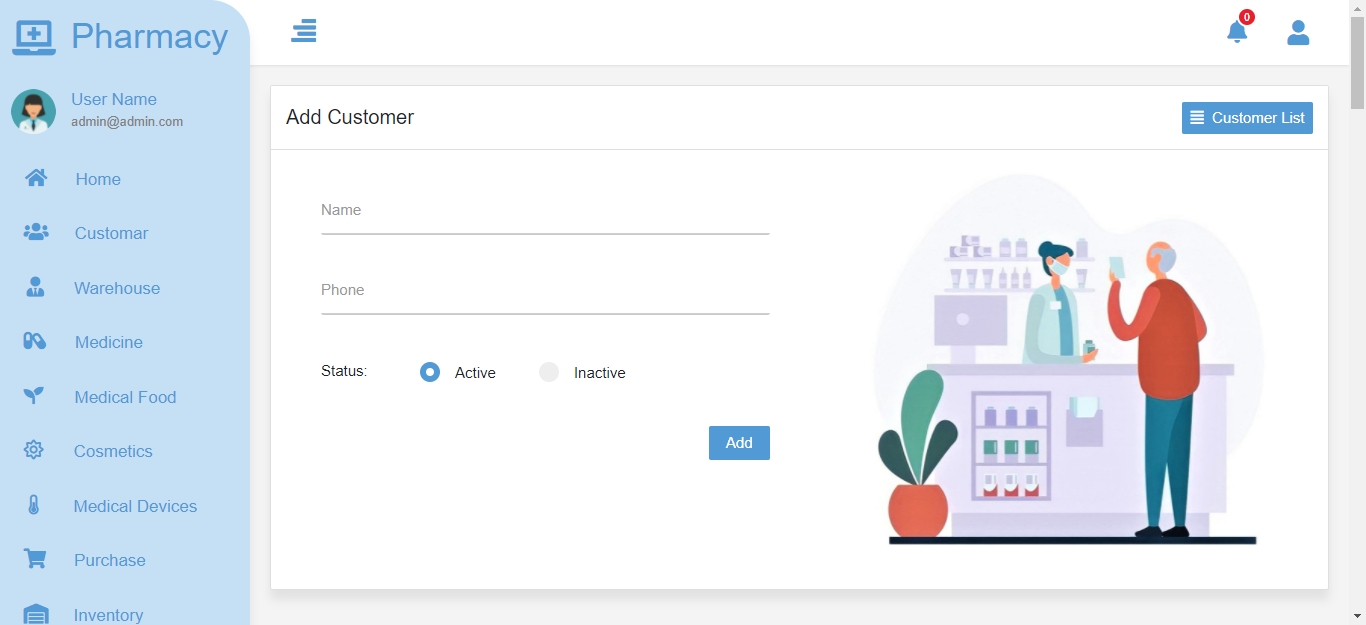 Pharmacy
User Name
admin@admin.com
Home
Customar
Warehouse
Medicine
Medical Food
Cosmetics
Medical Devices
Purchase
Inventory
0
Add Customer
Customer List
Name
Phone
Status:
Active
Inactive
Add